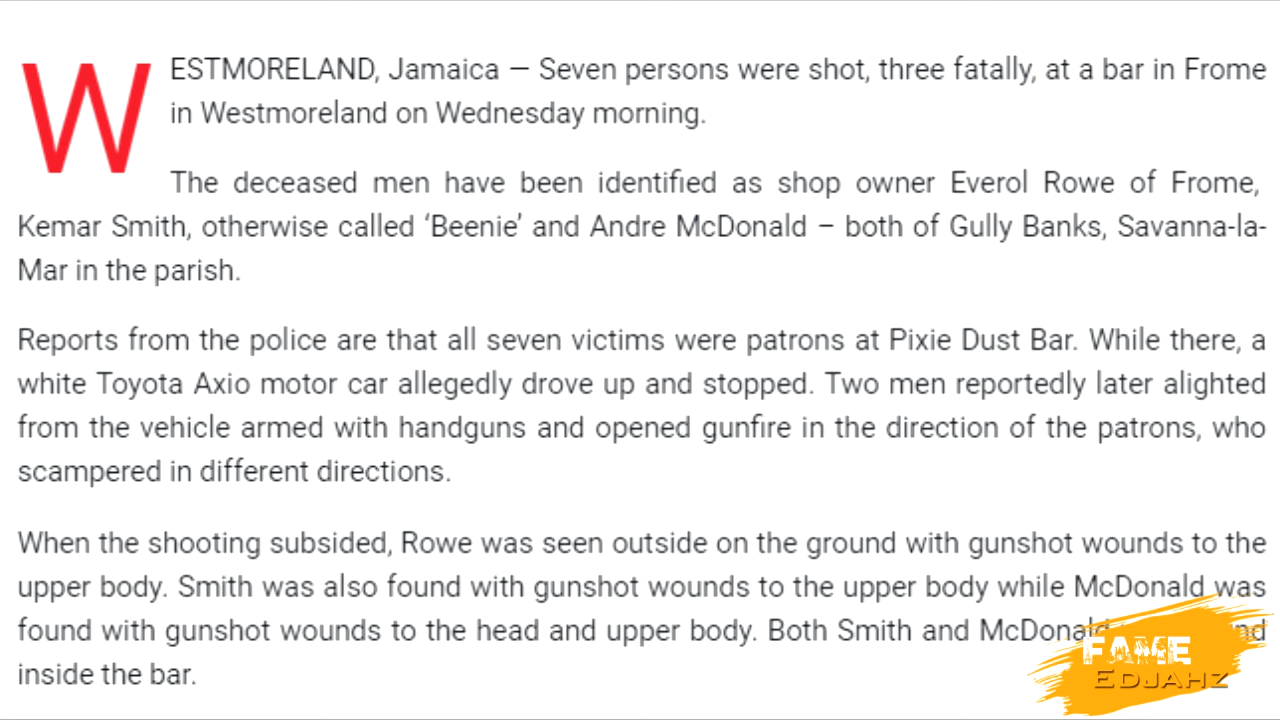 WESTMORELAND, Jamaica — Seven persons were shot, three fatally, at a bar in Frome
in Westmoreland on Wednesday morning.
The deceased men have been identified as shop owner Everol Rowe of Frome,
Kemar Smith, otherwise called ‘Beenie’ and Andre McDonald – both of Gully Banks, Savanna-la-
Mar in the parish.
Reports from the police are that all seven victims were patrons at Pixie Dust Bar. While there, a
white Toyota Axio motor car allegedly drove up and stopped. Two men reportedly later alighted
from the vehicle armed with handguns and opened gunfire in the direction of the patrons, who
scampered in different directions.
When the shooting subsided, Rowe was seen outside on the ground with gunshot wounds to the
upper body. Smith was also found with gunshot wounds to the upper body while McDonald was
found with gunshot wounds to the head and upper body. Both Smith and McDonald
inside the bar.
FAME
EDJAHZ